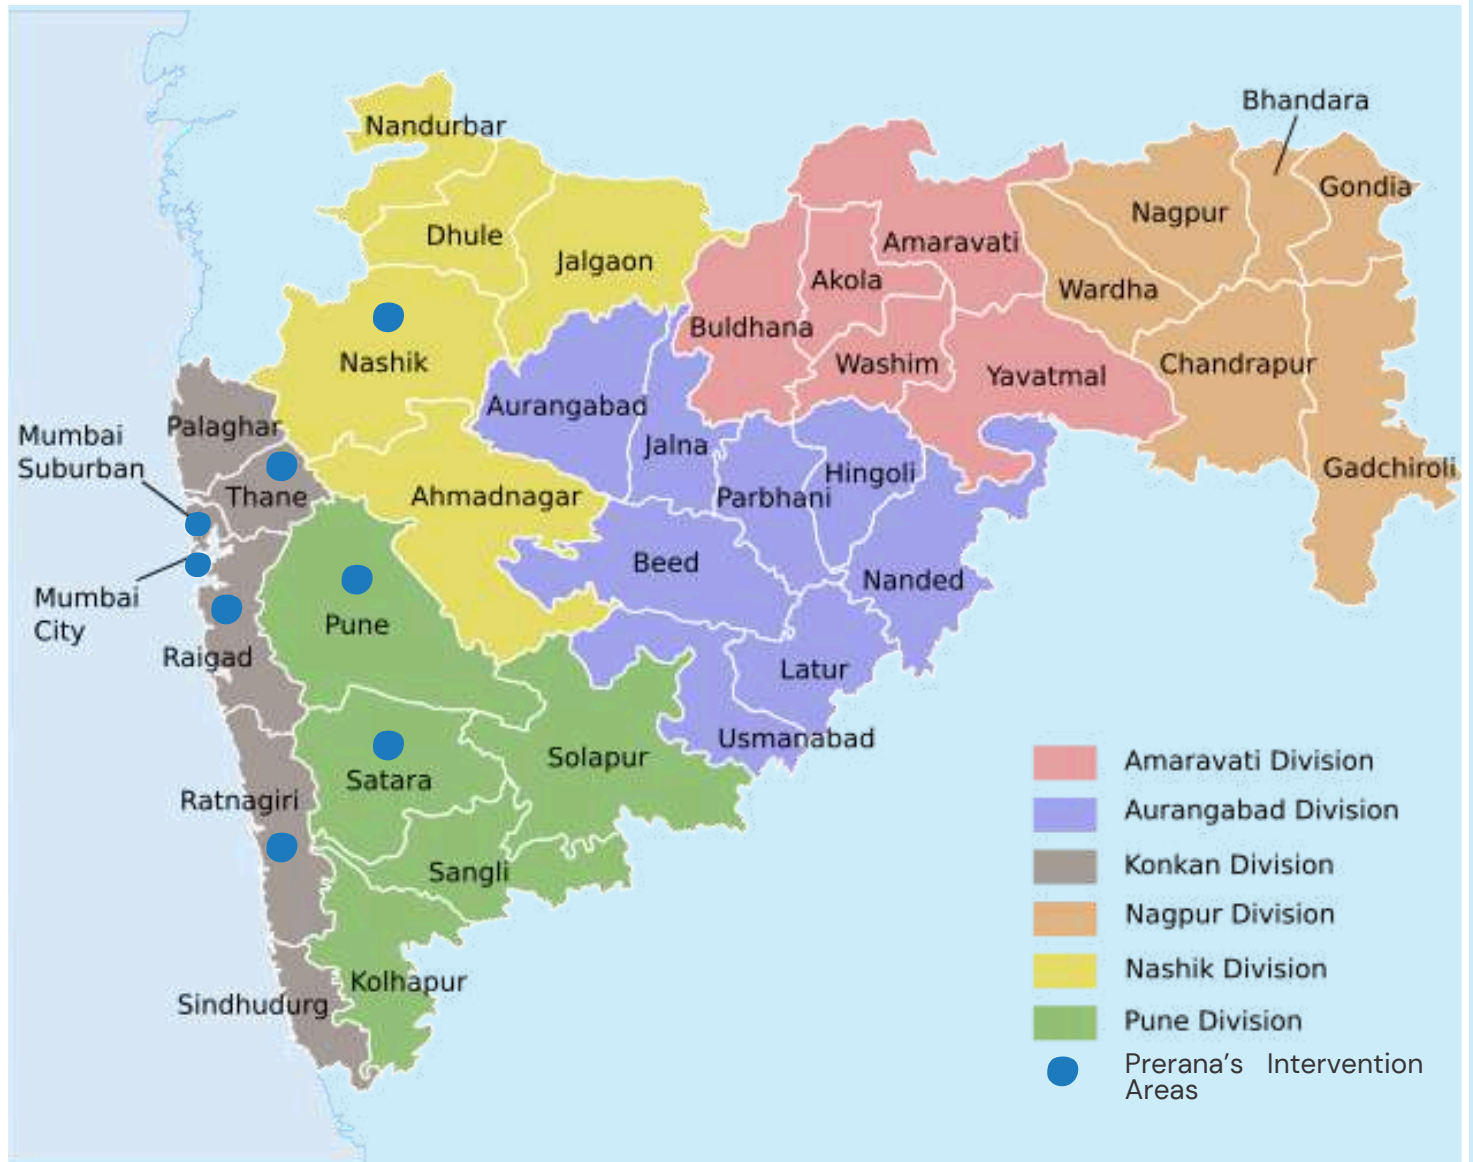 Bhandara
Nandurbar
Gondia
Nagpur
Dhule
Amaravati
Jalgaon
Akola
Wardha
Buldhana
Nashik
Washim
Yavatmal
Chandrapur
Aurangabad
Palaghar
Mumbai
Suburban
Jalna
Hingoli
Gadchiroli
Thane
Ahmadnagar
Parbhani
Beed
Nanded
Mumbai
City
Pune
Raigad
Latur
Usmanabad
Solapur
Satara
Ratnagiri
Sangli
Kolhapur
Sindhudurg
Amaravati Division
Aurangabad Division
Konkan Division
Nagpur Division
Nashik Division
Pune Division
Prerana’s Intervention
Areas